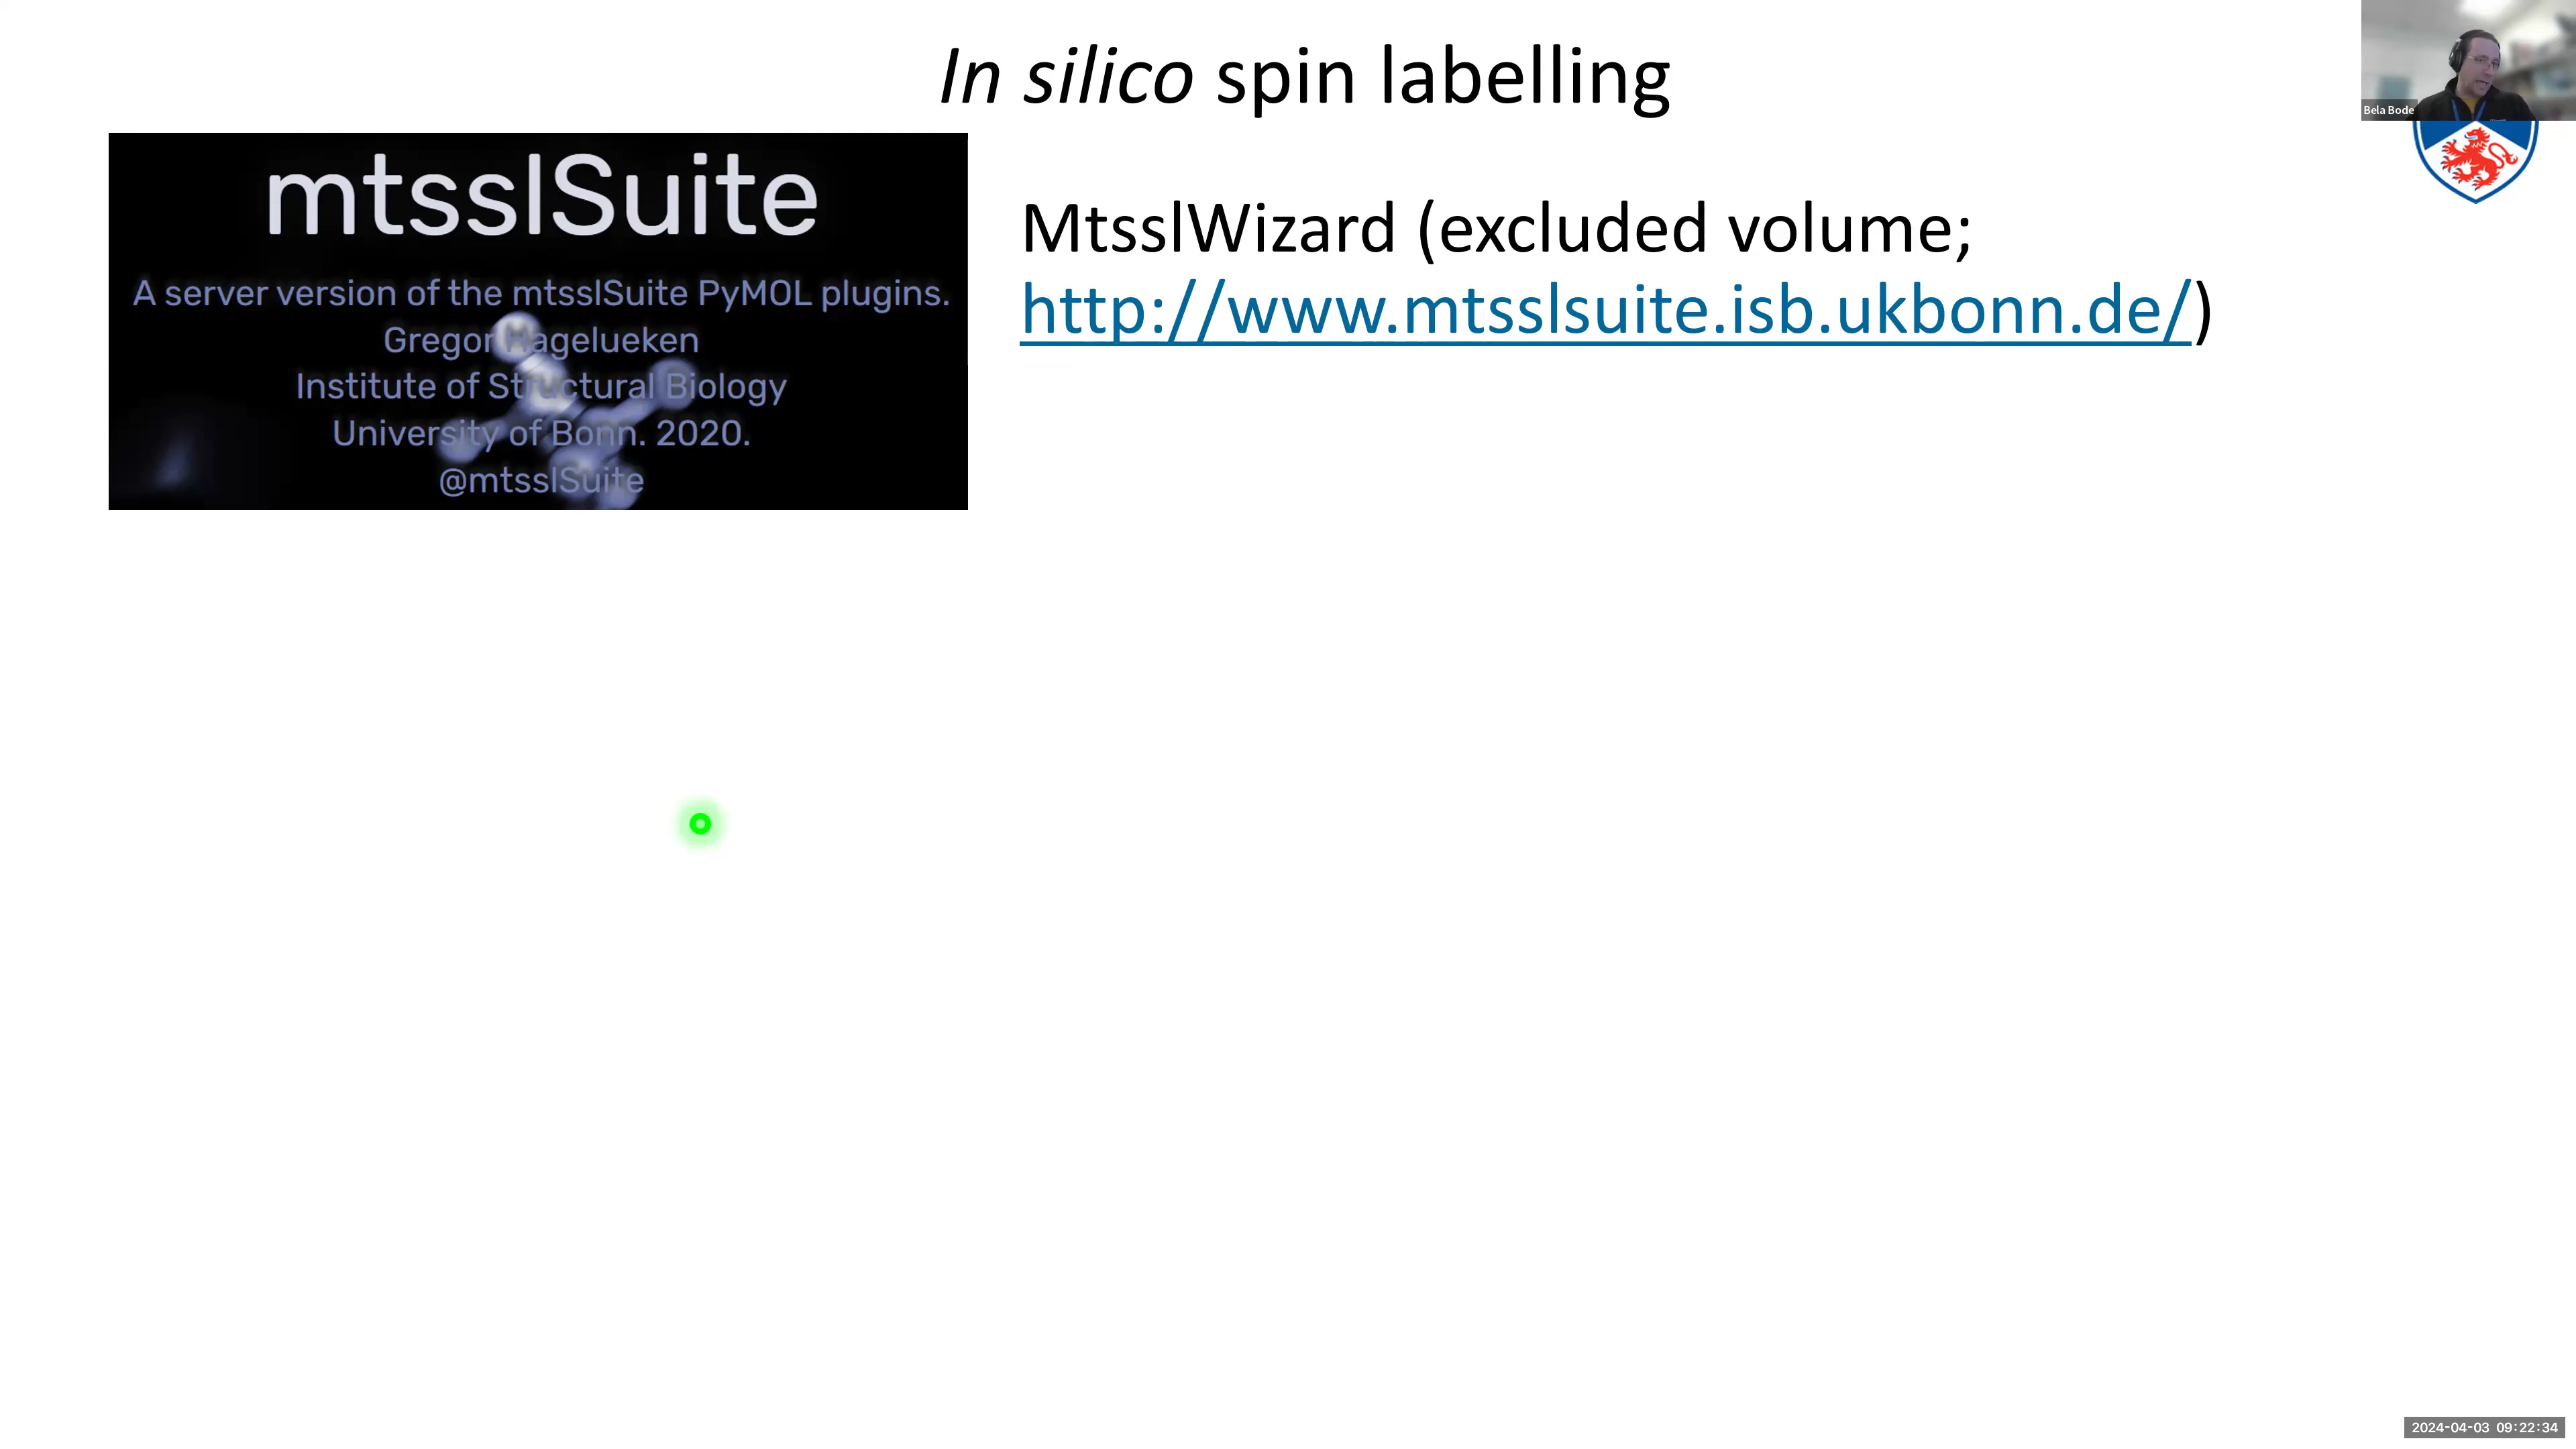 In silico spin labelling
Bela Bode
mtsslSuite
A server version of the mtsslSuite PyMOL plugins.
Gregor Hagelueken
Institute of Structural Biology
University of Bonn. 2020.
@mtsslSuite
MtsslWizard (excluded volume;
http://www.mtsslsuite.isb.ukbonn.de/)
2024-04-03 09:22:34